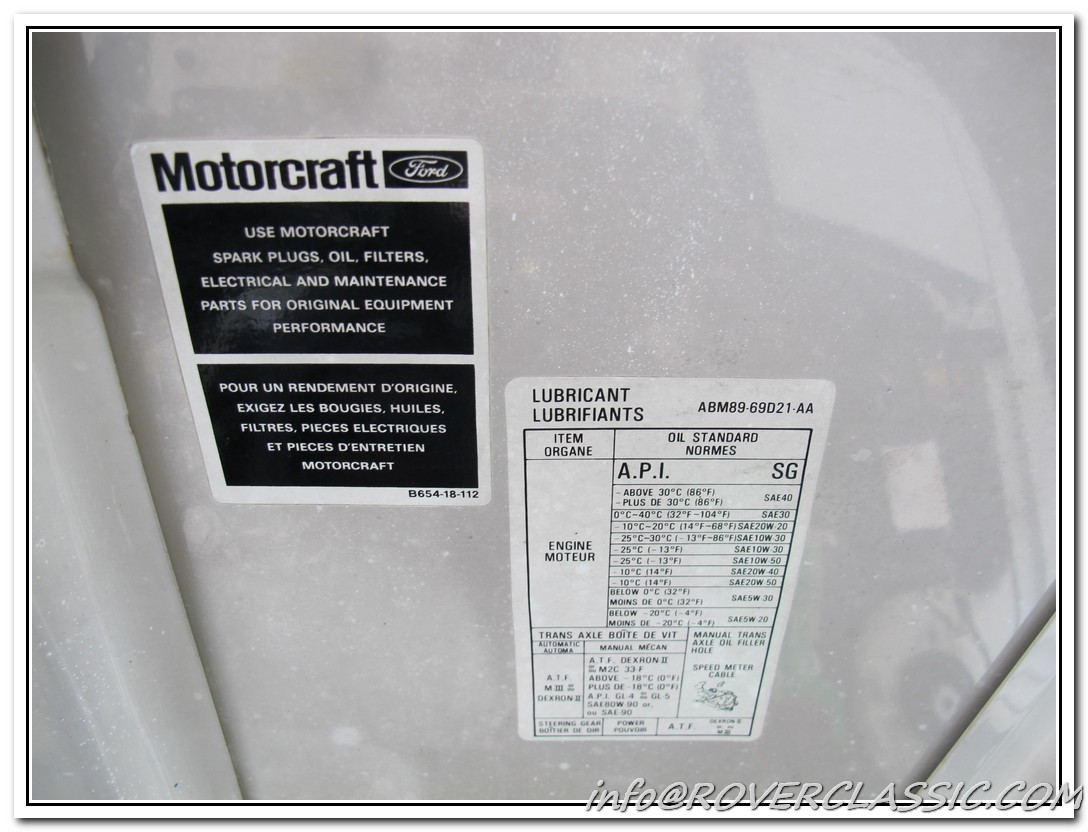 Motorcraft Ford
USE MOTORCRAFT
SPARK PLUGS, OIL, FILTERS,
ELECTRICAL AND MAINTENANCE
PARTS FOR ORIGINAL EQUIPMENT
PERFORMANCE
POUR UN RENDEMENT D'ORIGINE,
EXIGEZ LES BOUGIES, HUILES,
FILTRES, PIECES ELECTRIQUES
ET PIECES D'ENTRETIEN
MOTORCRAFT
B654-18-112
LUBRICANT
LUBRIFIANTS
ABM89-69D21-AA
ITEM
ORGANE
OIL STANDARD
NORMES
A.P.I. SG
ENGINE
MOTEUR
- ABOVE 30°C (86°F)
- PLUS DE 30°C (86°F)
SAE40
0°C-40°C (32°F-104°F) SAE30
-10°C-20°C (14°F-68°F) SAE20W-20
-25°C-30°C (-13°F-86°F) SAE10W-30
-25°C (-13°F) SAE10W-30
-25°C (-13°F) SAE10W-50
-10°C (14°F) SAE20W-40
-10°C (14°F) SAE20W-50
BELOW 0°C (32°F)
MOINS DE 0°C (32°F)
SAE5W-30
BELOW -20°C (-4°F)
MOINS DE -20°C (-4°F)
SAE5W-20
TRANS AXLE BOÎTE DE VIT
AUTOMATIC
AUTOMA.
MANUAL MÉCAN
A.T.F.
M III
DEXRON II
A.T.F. DEXRON II
M2C 33-F
ABOVE -18°C (0°F)
PLUS DE -18°C (0°F)
A.P.I. GL-4 GL-5
SAE80W-90 or,
ou SAE-90
MANUAL TRANS
AXLE OIL FILLER
HOLE
SPEED METER
CABLE
STEERING GEAR
BOÎTIER DE DIR
POWER
POUVOIR
A.T.F.
DEXRON-II
M III
info@ROVERCLASSIC.COM